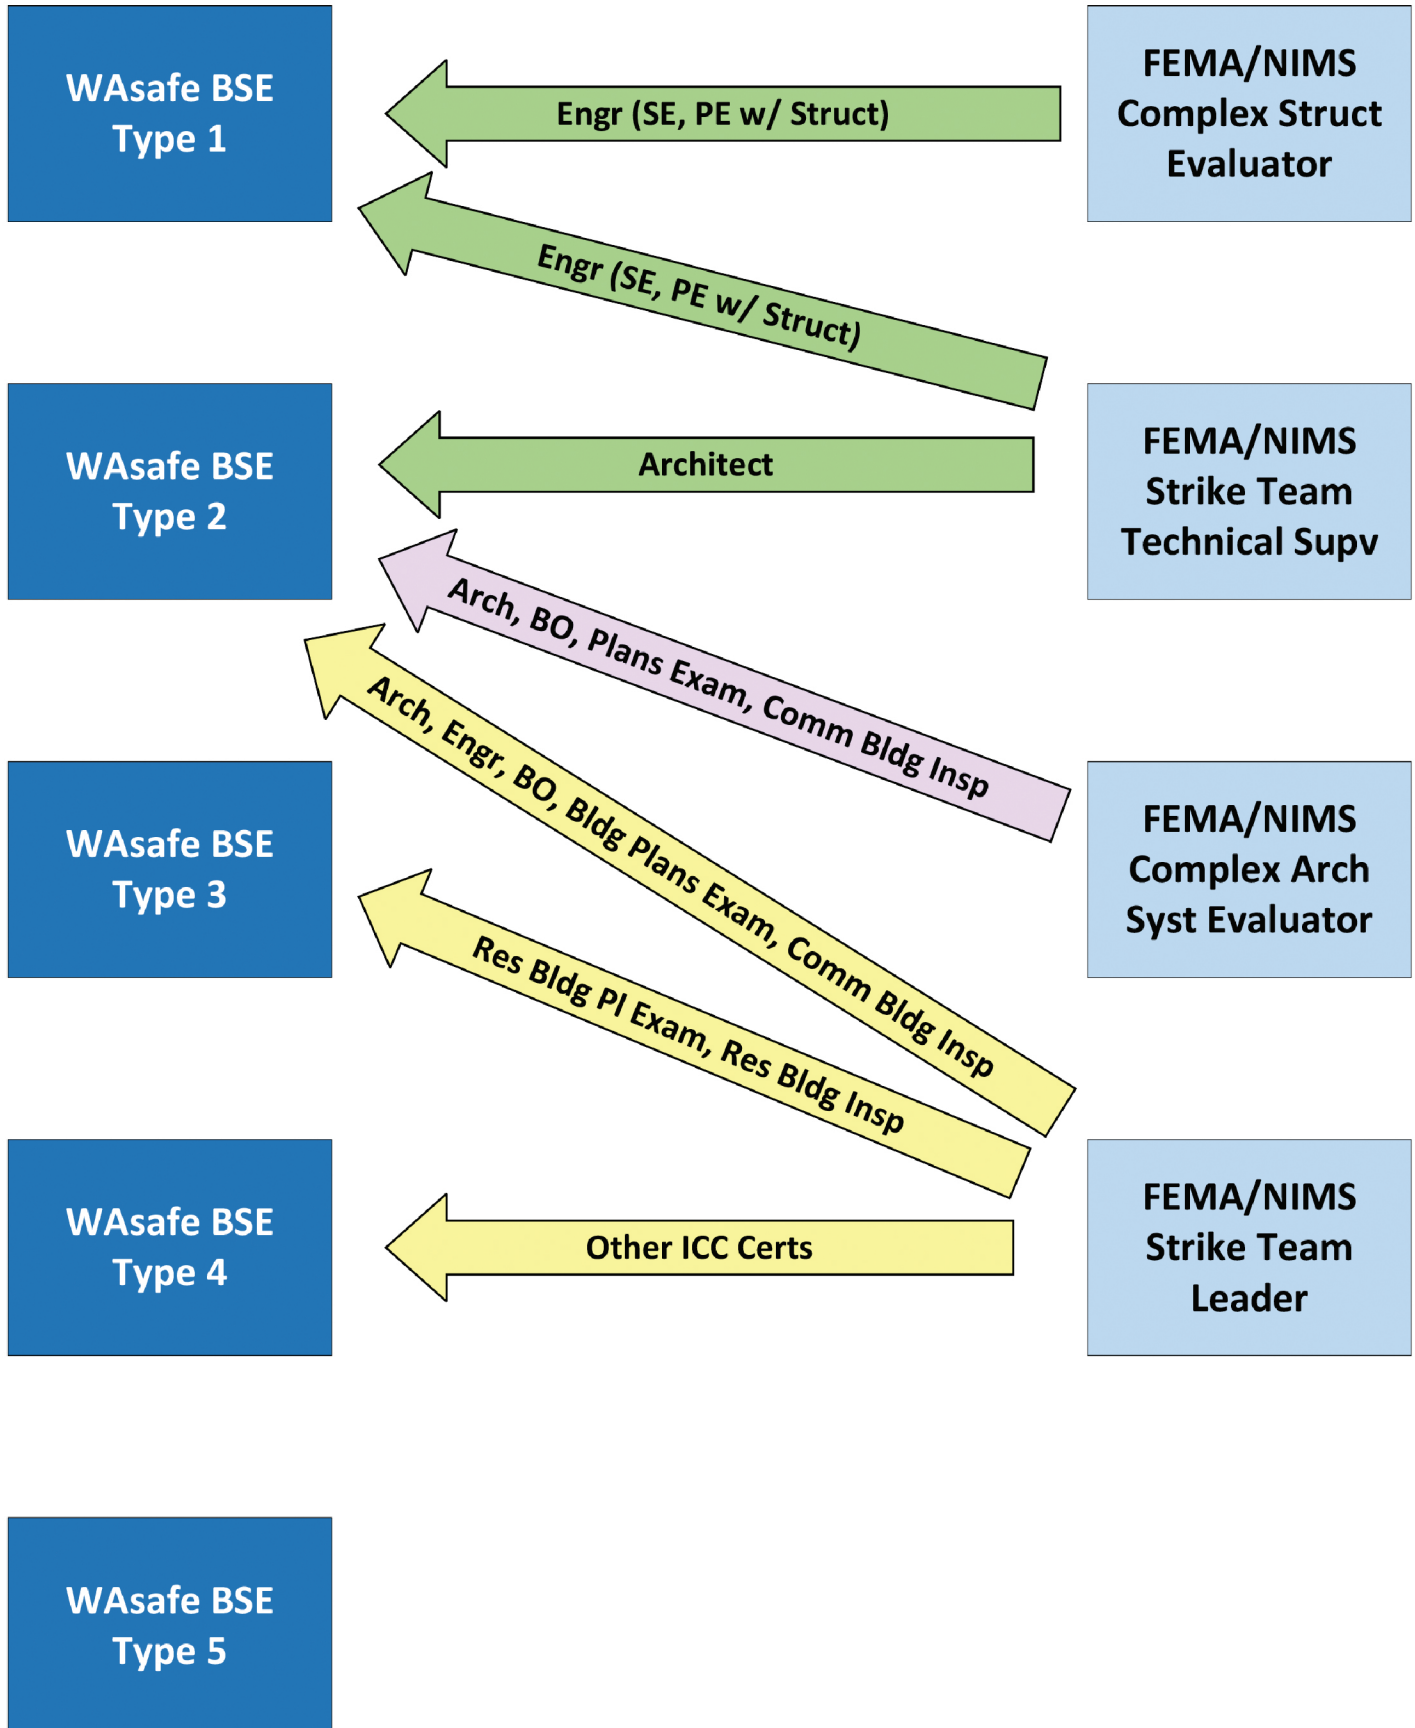 WAsafe BSE
Type 1
Engr (SE, PE w/ Struct)
FEMA/NIMS
Complex Struct
Evaluator
Engr (SE, PE w/ Struct)
WAsafe BSE
Type 2
Architect
FEMA/NIMS
Strike Team
Technical Supv
Arch, BO, Plans Exam, Comm Bldg Insp
Arch, Engr, BO, Bldg Plans Exam, Comm Bldg Insp
WAsafe BSE
Type 3
FEMA/NIMS
Complex Arch
Syst Evaluator
Res Bldg Pl Exam, Res Bldg Insp
WAsafe BSE
Type 4
Other ICC Certs
FEMA/NIMS
Strike Team
Leader
WAsafe BSE
Type 5